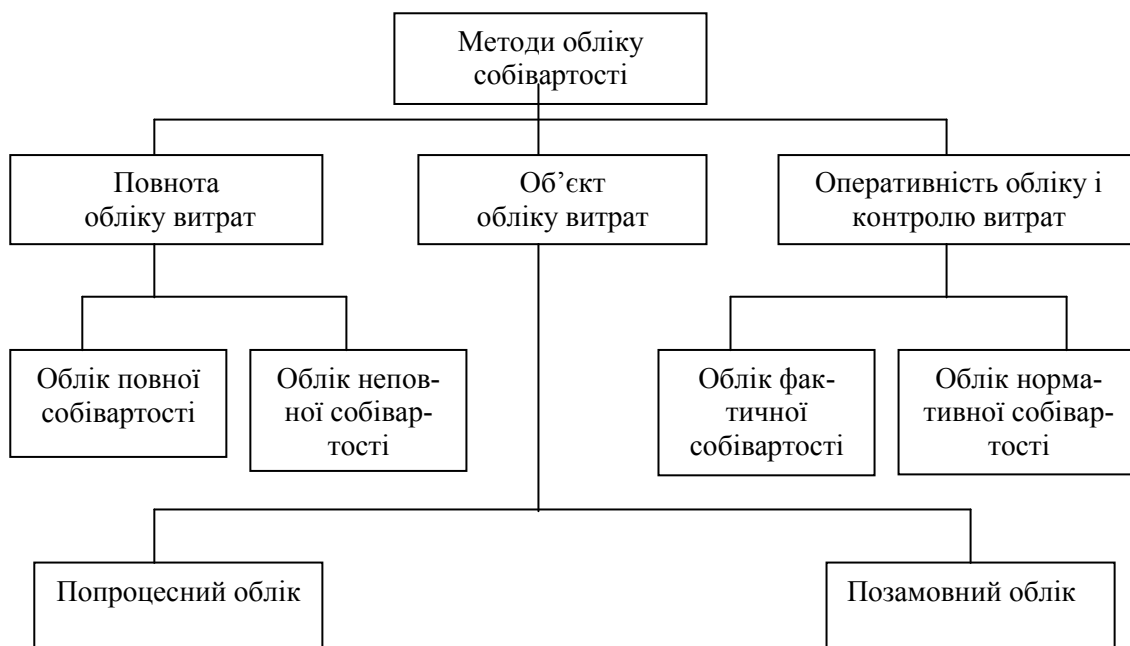 Методи обліку
собівартості
Повнота
обліку витрат
Об’єкт
обліку витрат
Оперативність обліку і
контролю витрат
Облік повної
собівартості
Облік непов-
ної собівар-
тості
Облік фак-
тичної
собівартості
Облік норма-
тивної собівар-
тості
Попроцесний облік
Позамовний облік